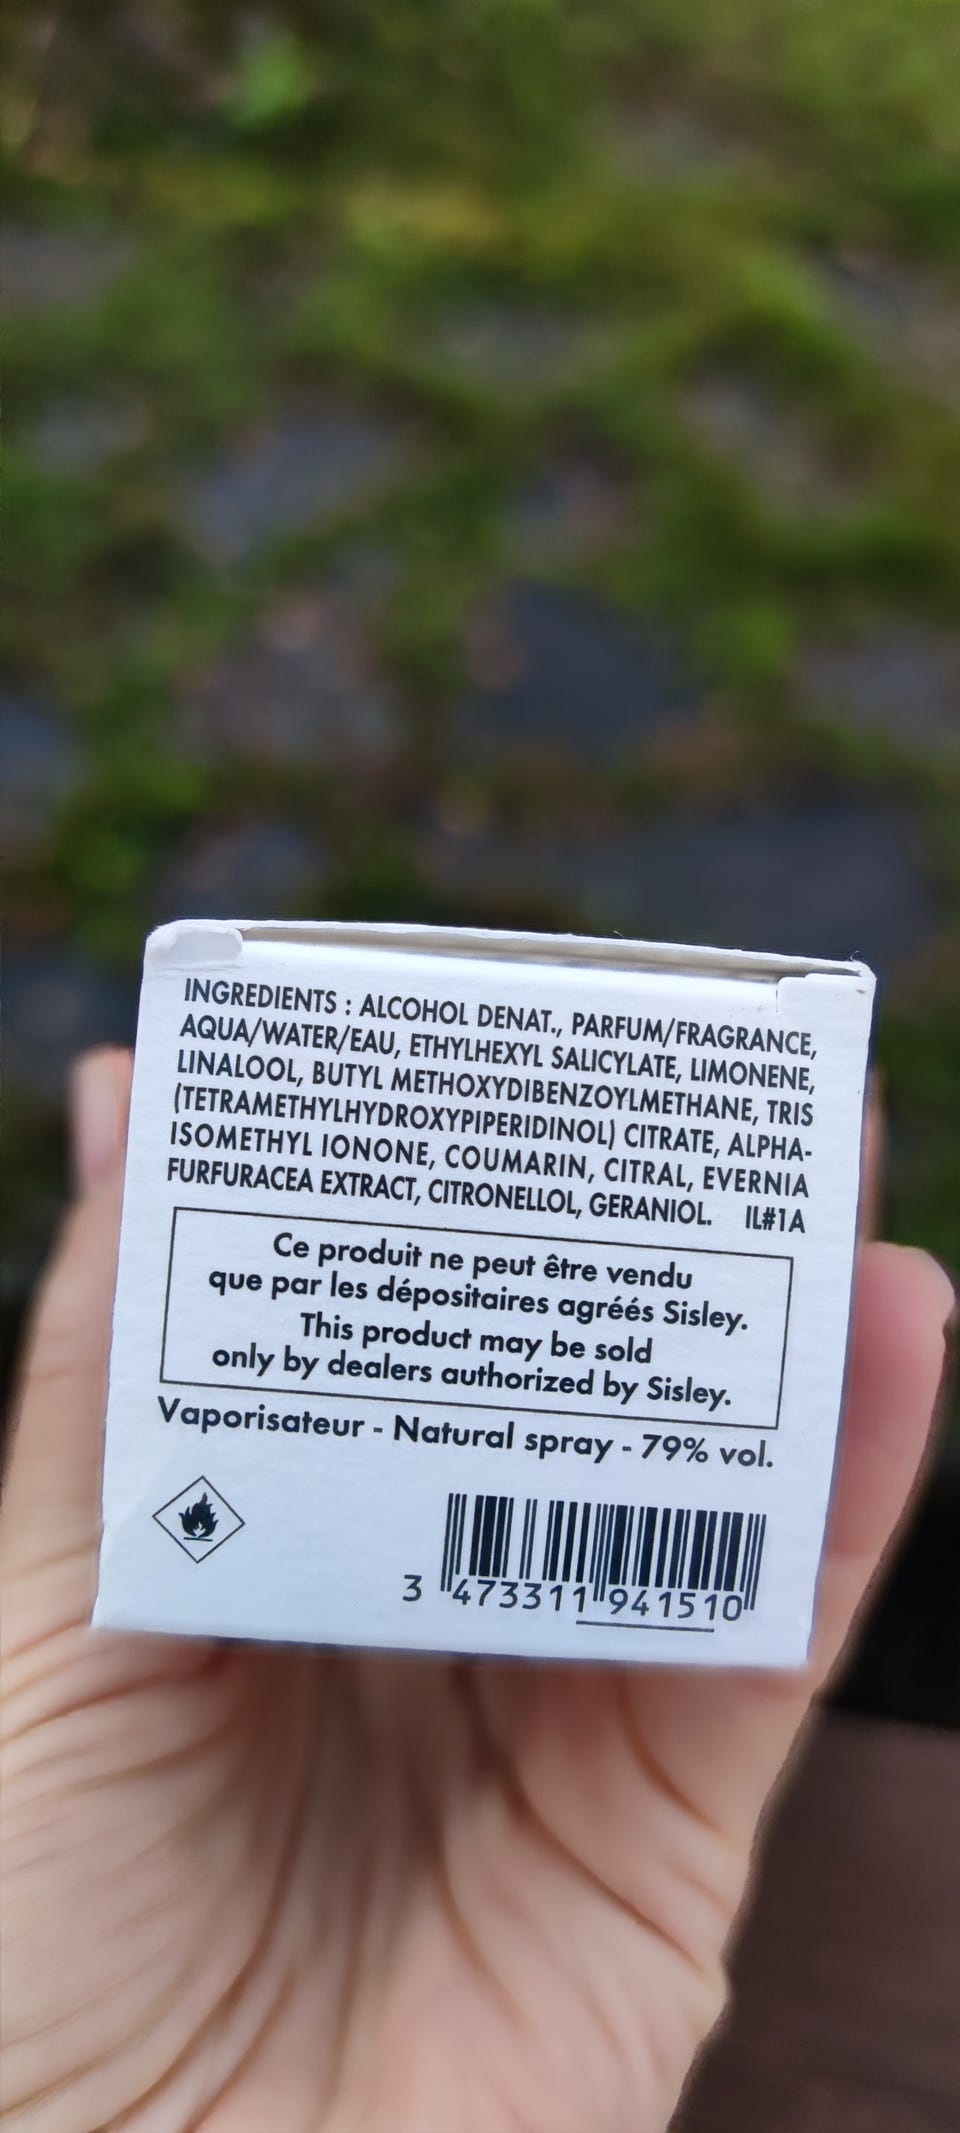 INGREDIENTS : ALCOHOL DENAT., PARFUM/FRAGRANCE,
AQUA/WATER/EAU, ETHYLHEXYL SALICYLATE, LIMONENE,
LINALOOL, BUTYL METHOXYDIBENZOYLMETHANE, TRIS
(TETRAMETHYLHYDROXYPIPERIDINOL) CITRATE, ALPHA-
ISOMETHYL IONONE, COUMARIN, CITRAL, EVERNIA
FURFURACEA EXTRACT, CITRONELLOL, GERANIOL. IL#1A
Ce produit ne peut être vendu
que par les dépositaires agréés Sisley.
This product may be sold
only by dealers authorized by Sisley.
Vaporisateur - Natural spray - 79% vol.
3 473311 941510